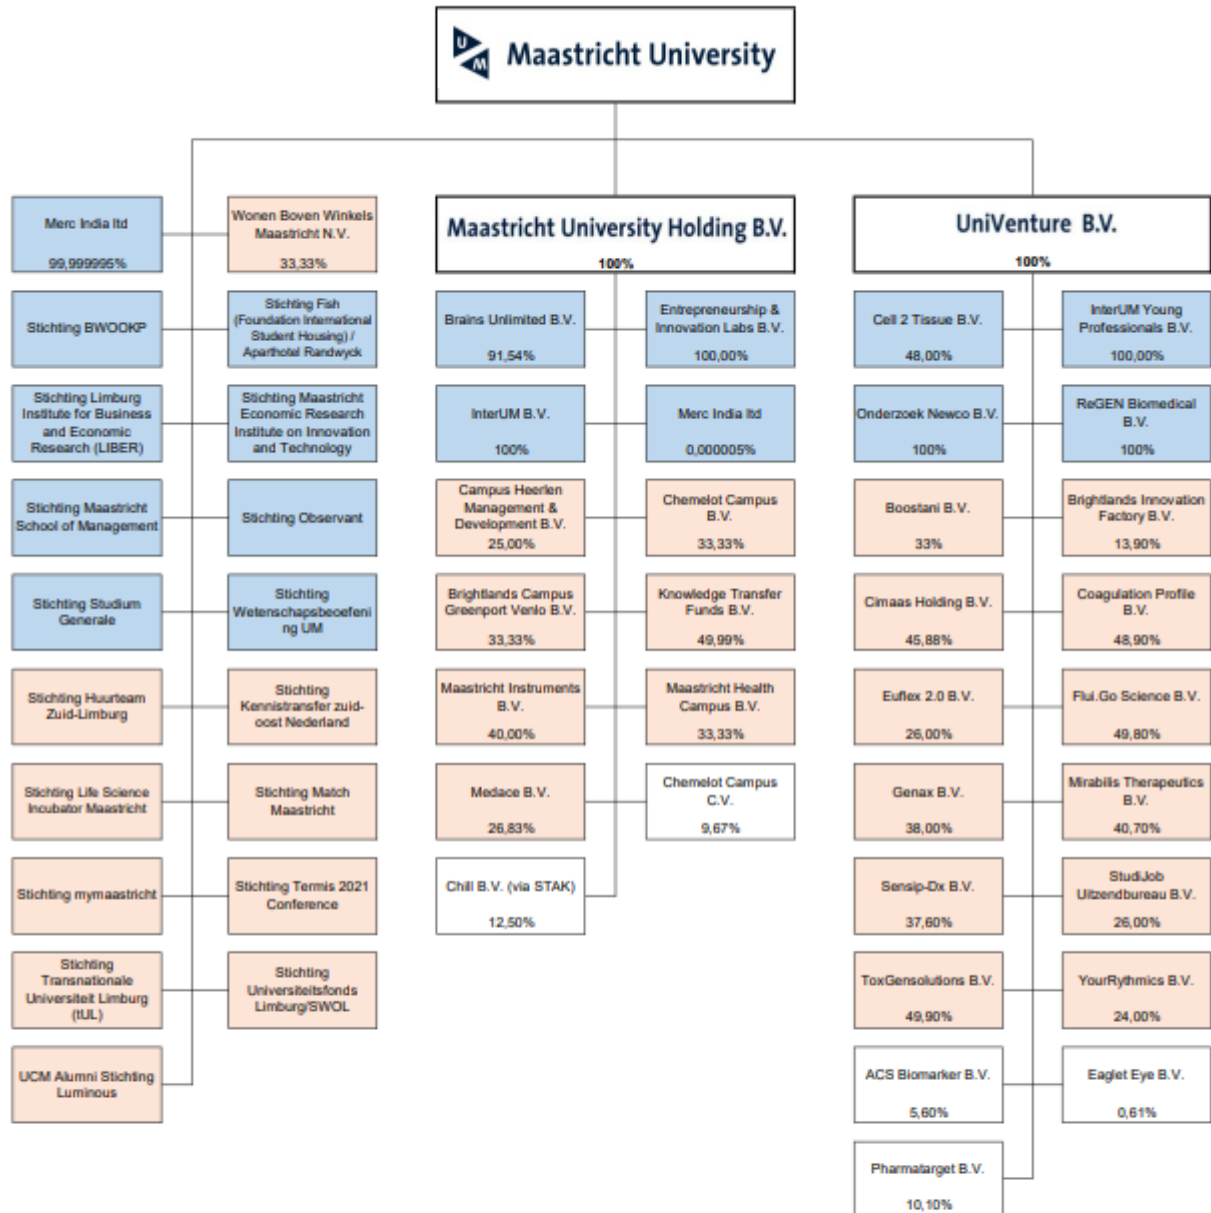 U
M
Maastricht University
Merc India ltd
99,999995%
Wonen Boven Winkels
Maastricht N.V.
33,33%
Stichting BWOOKP
Stichting Fish
(Foundation International
Student Housing) /
Aparthotel Randwyck
Stichting Limburg
Institute for Business
and Economic
Research (LIBER)
Stichting Maastricht
Economic Research
Institute on Innovation
and Technology
Stichting Maastricht
School of Management
Stichting Observant
Stichting Studium
Generale
Stichting
Wetenschapsbeoefeni
ng UM
Stichting Huurteam
Zuid-Limburg
Stichting
Kennistransfer zuid-
oost Nederland
Stichting Life Science
Incubator Maastricht
Stichting Match
Maastricht
Stichting mymaastricht
Stichting Termis 2021
Conference
Stichting
Transnationale
Universiteit Limburg
(tUL)
Stichting
Universiteitsfonds
Limburg/SWOL
UCM Alumni Stichting
Luminous
Maastricht University Holding B.V.
100%
Brains Unlimited B.V.
91,54%
Entrepreneurship &
Innovation Labs B.V.
100,00%
InterUM B.V.
100%
Merc India ltd
0,000005%
Campus Heerlen
Management &
Development B.V.
25,00%
Chemelot Campus
B.V.
33,33%
Brightlands Campus
Greenport Venlo B.V.
33,33%
Knowledge Transfer
Funds B.V.
49,99%
Maastricht Instruments
B.V.
40,00%
Maastricht Health
Campus B.V.
33,33%
Medace B.V.
26,83%
Chemelot Campus
C.V.
9,67%
Chill B.V. (via STAK)
12,50%
UniVenture B.V.
100%
Cell 2 Tissue B.V.
48,00%
InterUM Young
Professionals B.V.
100,00%
Onderzoek Newco B.V.
100%
ReGEN Biomedical
B.V.
100%
Boostani B.V.
33%
Brightlands Innovation
Factory B.V.
13,90%
Cimaas Holding B.V.
45,88%
Coagulation Profile
B.V.
48,90%
Euflex 2.0 B.V.
26,00%
Flui.Go Science B.V.
49,80%
Genax B.V.
38,00%
Mirabilis Therapeutics
B.V.
40,70%
Sensip-Dx B.V.
37,60%
StudiJob
Uitzendbureau B.V.
26,00%
ToxGensolutions B.V.
49,90%
YourRythmics B.V.
24,00%
ACS Biomarker B.V.
5,60%
Eaglet Eye B.V.
0,61%
Pharmatarget B.V.
10,10%